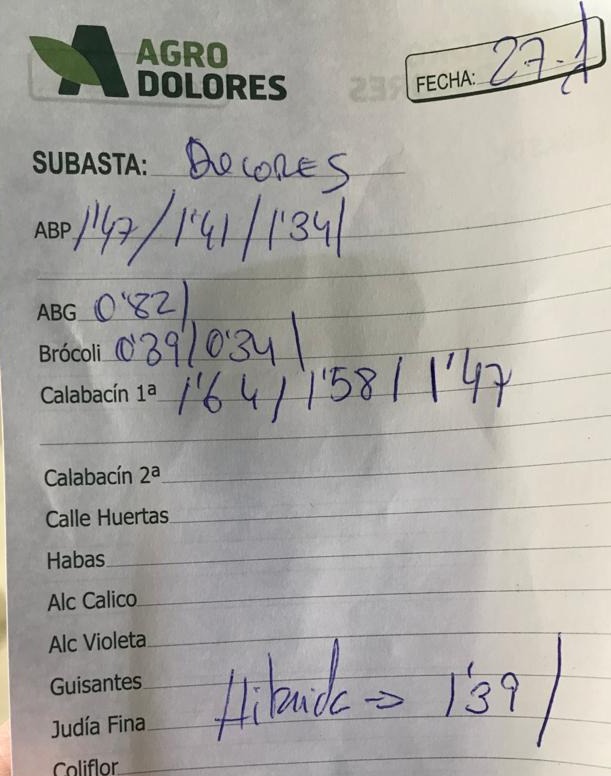 AGRO
DOLORES
FECHA: 27-1
SUBASTA: DOLORES
ABP 1'47/1'41/1'34/
ABG 0'82/
Brócoli 0'39/0'34/
Calabacín 1ª 1'64/1'58/1'47
Calabacín 2ª
Calle Huertas
Habas
Alc Calico
Alc Violeta
Guisantes
Hibrida → 1'39/
Judía Fina
Coliflor